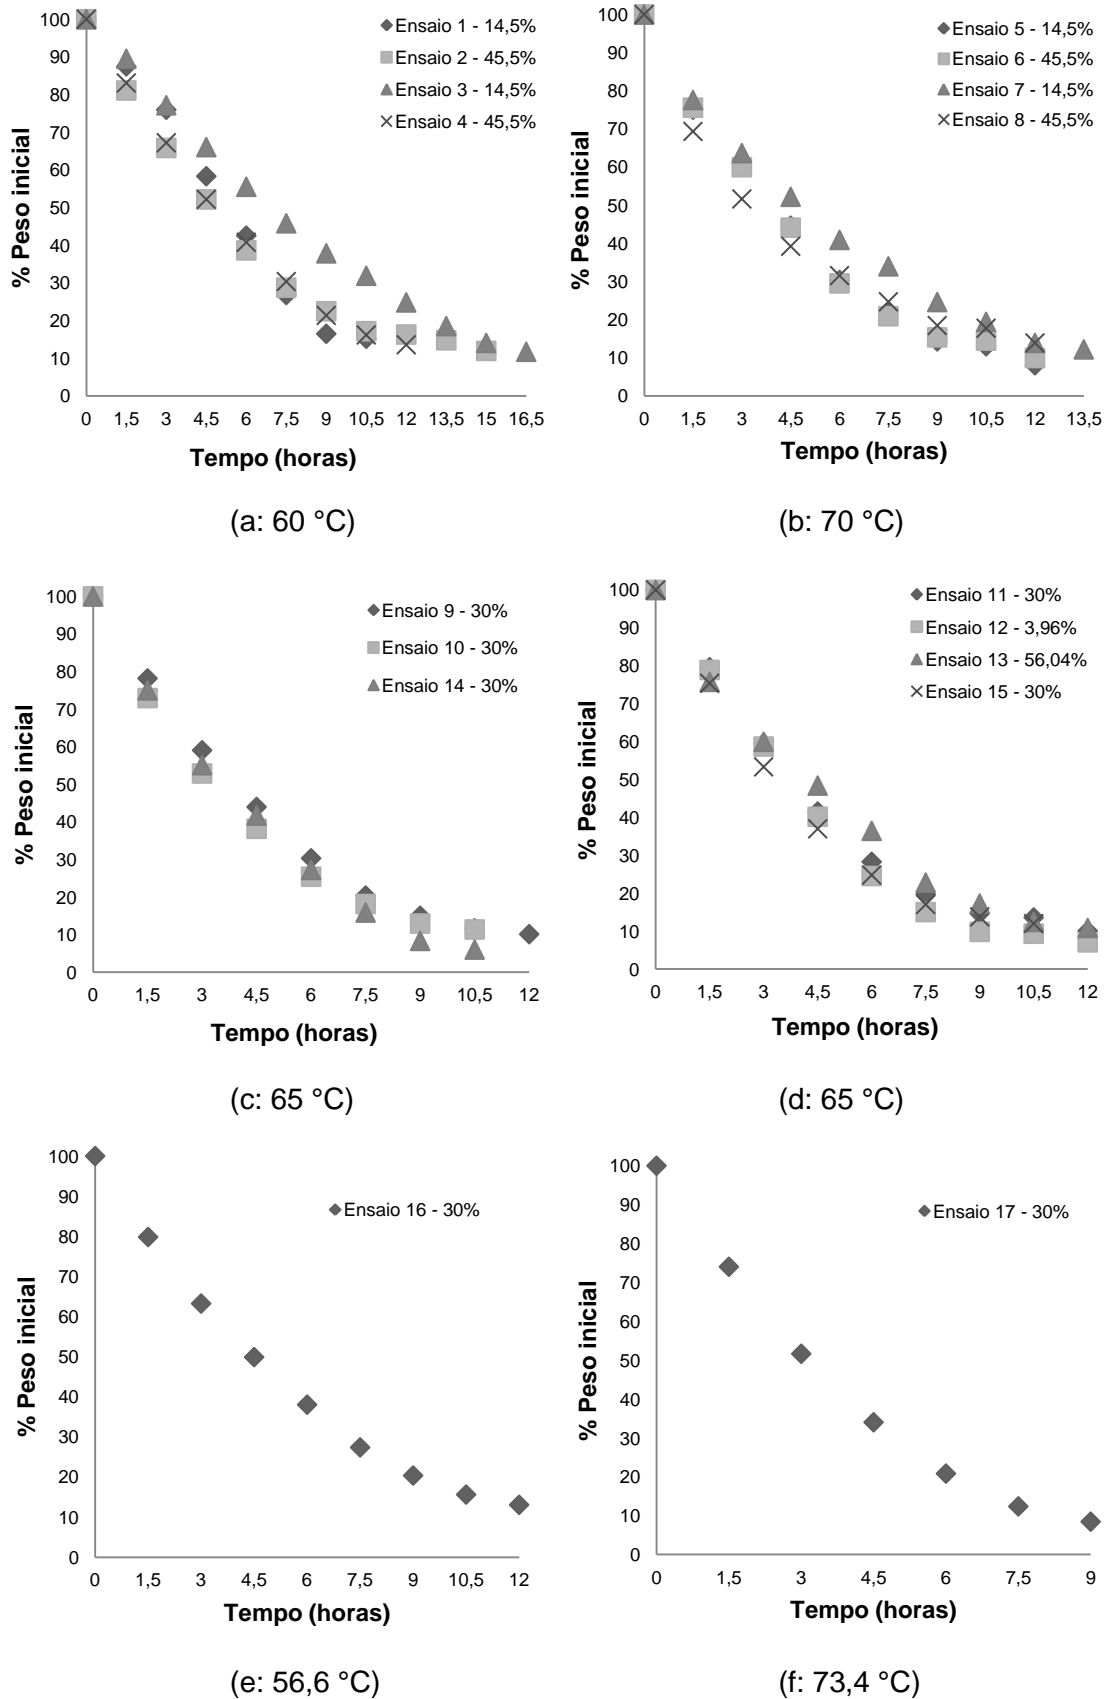 100
90
80
70
60
50
40
30
20
10
0
% Peso inicial
Ensaio 1 - 14,5%
Ensaio 2 - 45,5%
Ensaio 3 - 14,5%
Ensaio 4 - 45,5%
0 1,5 3 4,5 6 7,5 9 10,5 12 13,5 15 16,5
Tempo (horas)
(a: 60 °C)
100
90
80
70
60
50
40
30
20
10
0
% Peso inicial
Ensaio 5 - 14,5%
Ensaio 6 - 45,5%
Ensaio 7 - 14,5%
Ensaio 8 - 45,5%
0 1,5 3 4,5 6 7,5 9 10,5 12 13,5
Tempo (horas)
(b: 70 °C)
100
90
80
70
60
50
40
30
20
10
0
% Peso inicial
Ensaio 9 - 30%
Ensaio 10 - 30%
Ensaio 14 - 30%
0 1,5 3 4,5 6 7,5 9 10,5 12
Tempo (horas)
(c: 65 °C)
100
90
80
70
60
50
40
30
20
10
0
% Peso inicial
Ensaio 11 - 30%
Ensaio 12 - 3,96%
Ensaio 13 - 56,04%
Ensaio 15 - 30%
0 1,5 3 4,5 6 7,5 9 10,5 12
Tempo (horas)
(d: 65 °C)
100
90
80
70
60
50
40
30
20
10
0
% Peso inicial
Ensaio 16 - 30%
0 1,5 3 4,5 6 7,5 9 10,5 12
Tempo (horas)
(e: 56,6 °C)
100
90
80
70
60
50
40
30
20
10
0
% Peso inicial
Ensaio 17 - 30%
0 1,5 3 4,5 6 7,5 9
Tempo (horas)
(f: 73,4 °C)